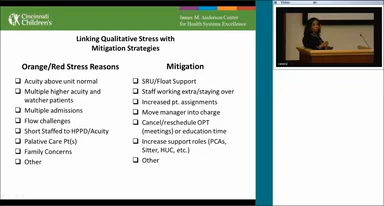 Cincinnati
Children's
James M. Anderson Center
for Health Systems Excellence
Linking Qualitative Stress with
Mitigation Strategies
Orange/Red Stress Reasons
Acuity above unit normal
Multiple higher acuity and
watcher patients
Multiple admissions
Flow challenges
Short Staffed to HPPD/Acuity
Palative Care Pt(s)
Family Concerns
Other
Mitigation
SRU/Float Support
Staff working extra/staying over
Increased pt. assignments
Move manager into charge
Cancel/reschedule OPT
(meetings) or education time
Increase support roles (PCAs,
Sitter, HUC, etc.)
Other